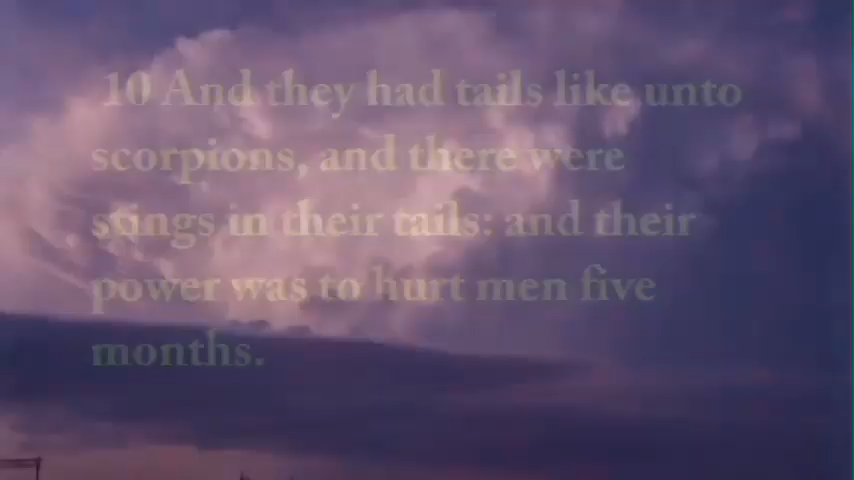 10 And they had tails like unto
scorpions, and there were
stings in their tails: and their
power was to hurt men five
months.